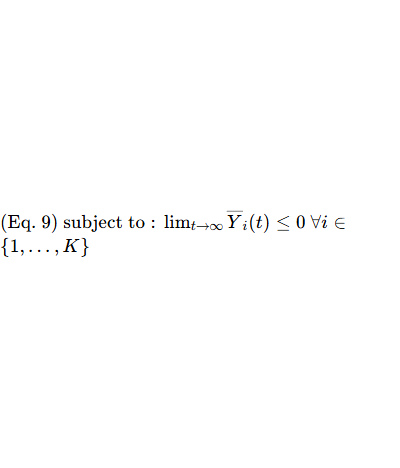 (Eq. 9) subject to : lim_{t→∞} \overline{Y}_i(t) ≤ 0 ∀i ∈
{1, . . . , K}